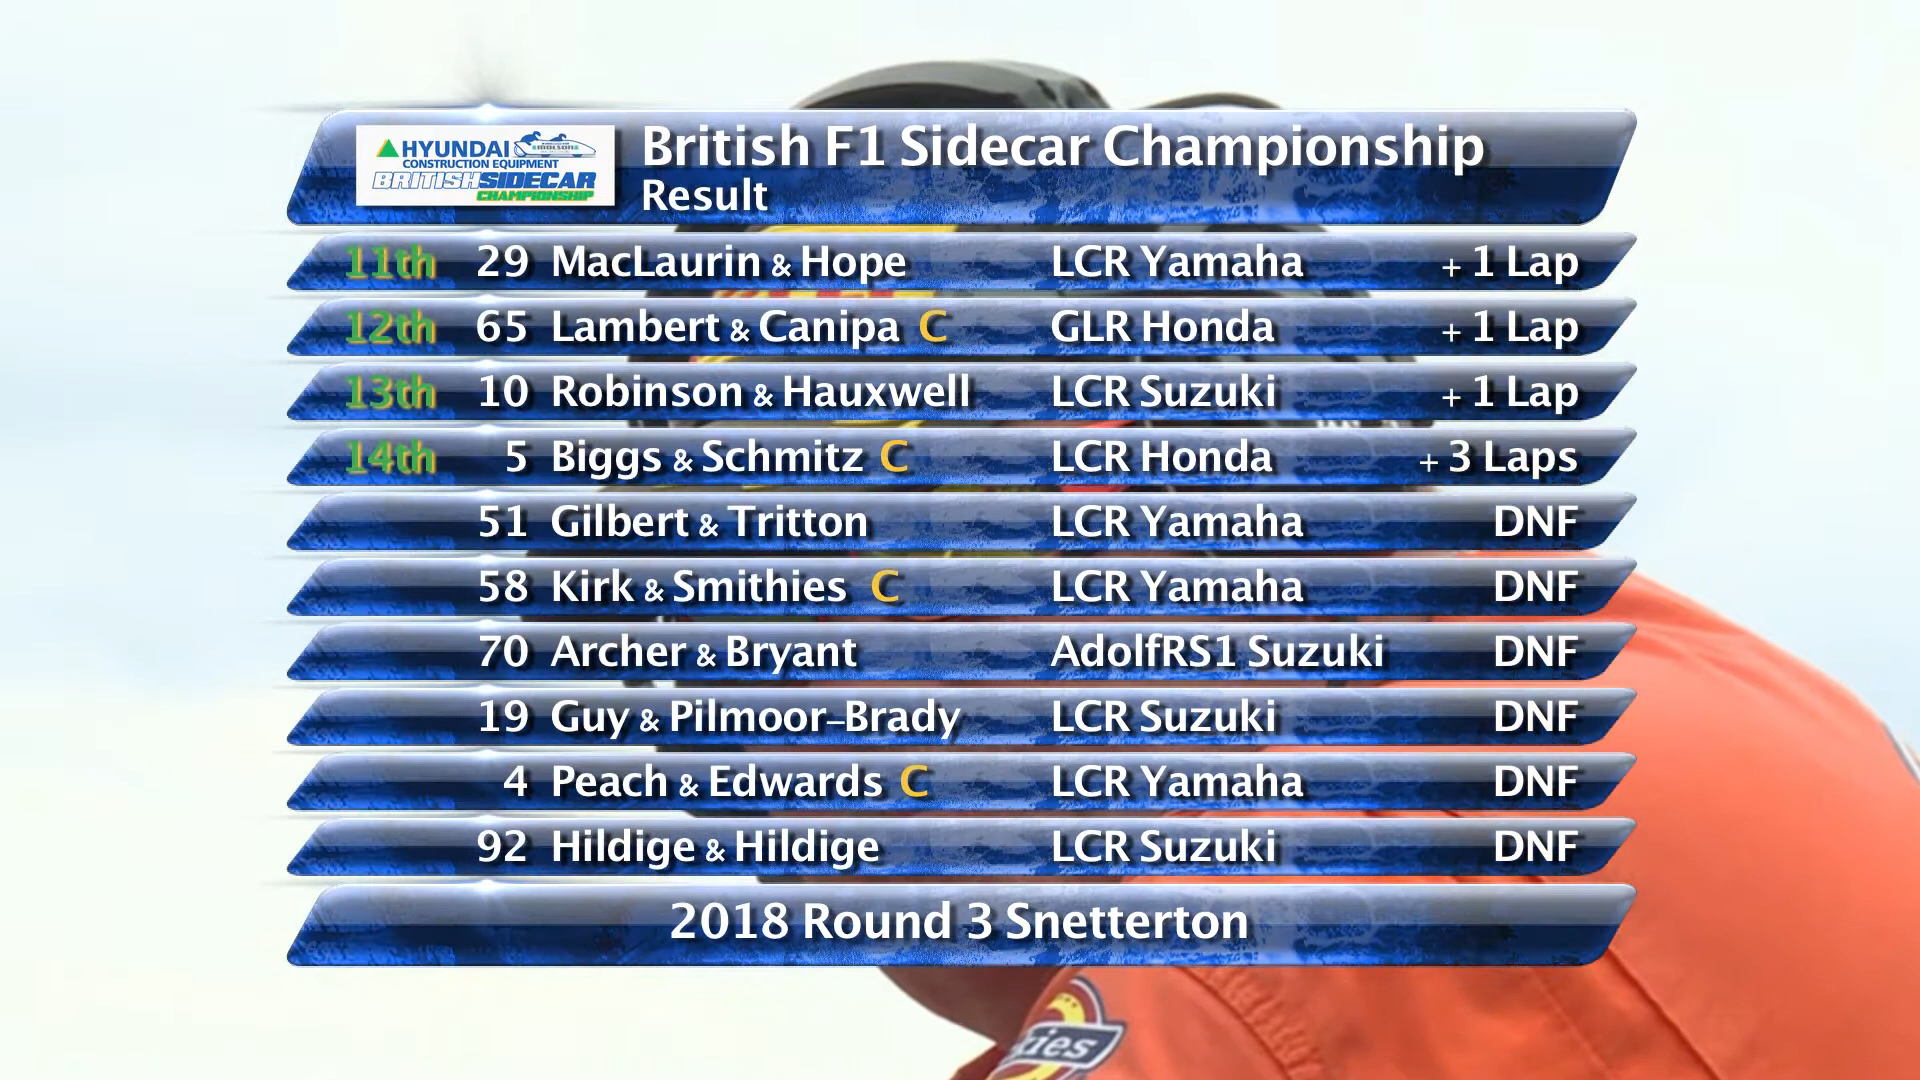 HYUNDAI
CONSTRUCTION EQUIPMENT
BRITISHSIDECAR
CHAMPIONSHIP
British F1 Sidecar Championship
Result
11th 29 MacLaurin & Hope LCR Yamaha + 1 Lap
12th 65 Lambert & Canipa C GLR Honda + 1 Lap
13th 10 Robinson & Hauxwell LCR Suzuki + 1 Lap
14th 5 Biggs & Schmitz C LCR Honda + 3 Laps
51 Gilbert & Tritton LCR Yamaha DNF
58 Kirk & Smithies C LCR Yamaha DNF
70 Archer & Bryant AdolfRS1 Suzuki DNF
19 Guy & Pilmoor-Brady LCR Suzuki DNF
4 Peach & Edwards C LCR Yamaha DNF
92 Hildige & Hildige LCR Suzuki DNF
2018 Round 3 Snetterton